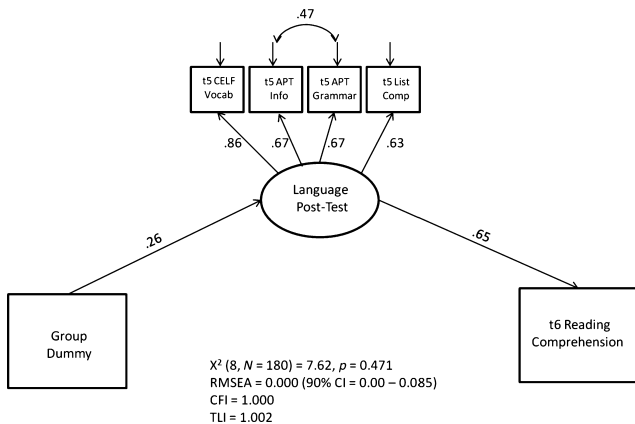 .47
t5 CELF
Vocab
t5 APT
Info
t5 APT
Grammar
t5 List
Comp
.86
.67
.67
.63
Language
Post-Test
.26
.65
Group
Dummy
t6 Reading
Comprehension
X² (8, N = 180) = 7.62, p = 0.471
RMSEA = 0.000 (90% CI = 0.00 – 0.085)
CFI = 1.000
TLI = 1.002